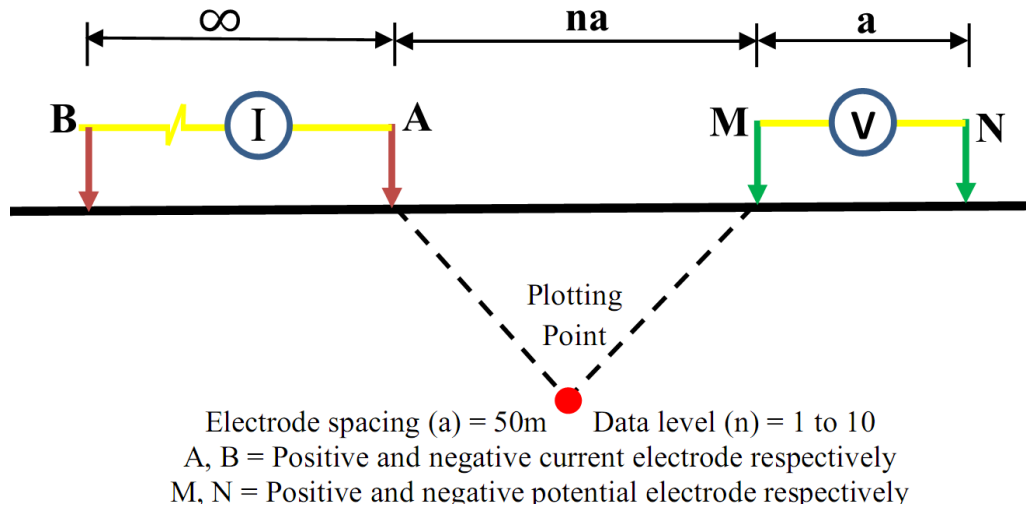 ∞ na a
B I A M V N
Plotting
Point
Electrode spacing (a) = 50m Data level (n) = 1 to 10
A, B = Positive and negative current electrode respectively
M, N = Positive and negative potential electrode respectively